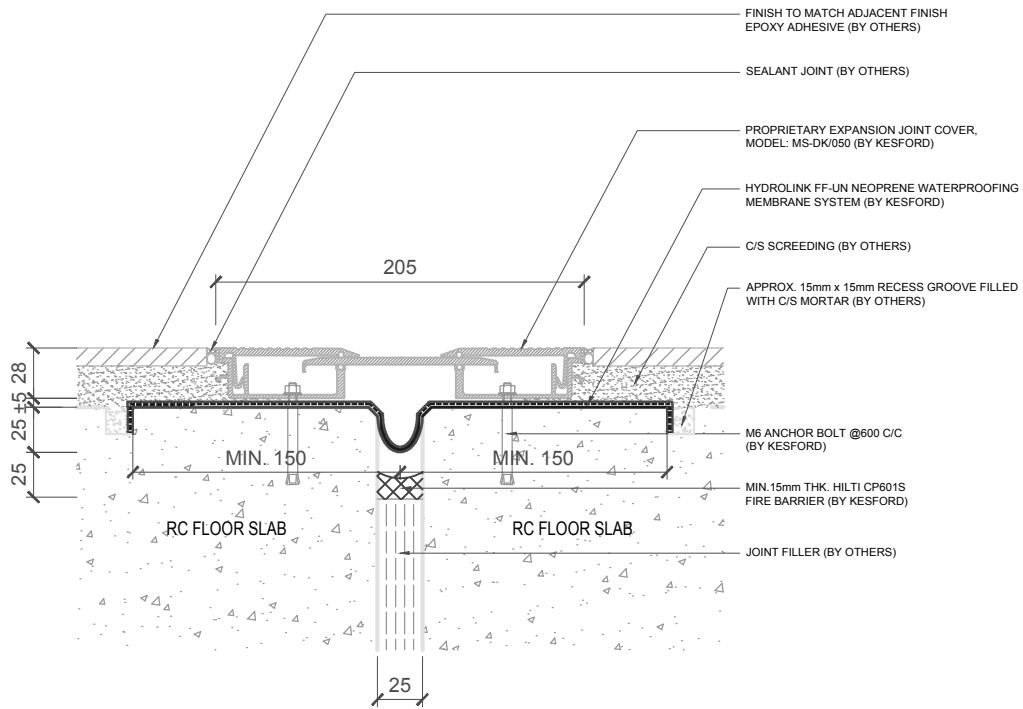 FINISH TO MATCH ADJACENT FINISH
EPOXY ADHESIVE (BY OTHERS)
SEALANT JOINT (BY OTHERS)
PROPRIETARY EXPANSION JOINT COVER,
MODEL: MS-DK/050 (BY KESFORD)
HYDROLINK FF-UN NEOPRENE WATERPROOFING
MEMBRANE SYSTEM (BY KESFORD)
C/S SCREEDING (BY OTHERS)
205
APPROX. 15mm x 15mm RECESS GROOVE FILLED
WITH C/S MORTAR (BY OTHERS)
28
±5
25
25
M6 ANCHOR BOLT @600 C/C
(BY KESFORD)
MIN. 150
MIN. 150
MIN.15mm THK. HILTI CP601S
FIRE BARRIER (BY KESFORD)
RC FLOOR SLAB
RC FLOOR SLAB
JOINT FILLER (BY OTHERS)
25